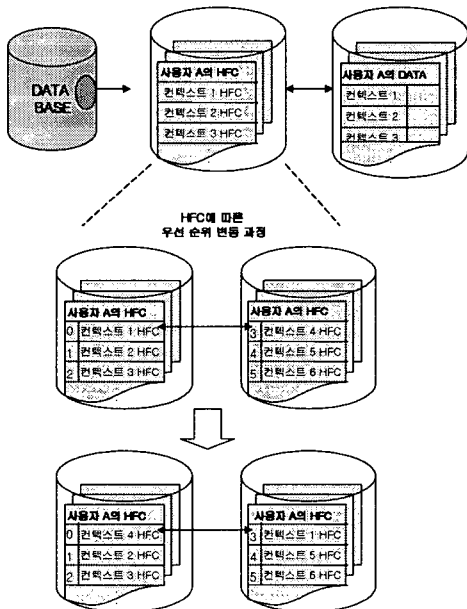 DATA
BASE
사용자 A의 HFC
컨텍스트 1 HFC
컨텍스트 2 HFC
컨텍스트 3 HFC
사용자 A의 DATA
컨텍스트 1
컨텍스트 2
컨텍스트 3
HFC에 따른
우선 순위 변동 과정
사용자 A의 HFC
0 컨텍스트 1 HFC
1 컨텍스트 2 HFC
2 컨텍스트 3 HFC
사용자 A의 HFC
3 컨텍스트 4 HFC
4 컨텍스트 5 HFC
5 컨텍스트 6 HFC
사용자 A의 HFC
0 컨텍스트 4 HFC
1 컨텍스트 2 HFC
2 컨텍스트 3 HFC
사용자 A의 HFC
3 컨텍스트 1 HFC
4 컨텍스트 5 HFC
5 컨텍스트 6 HFC